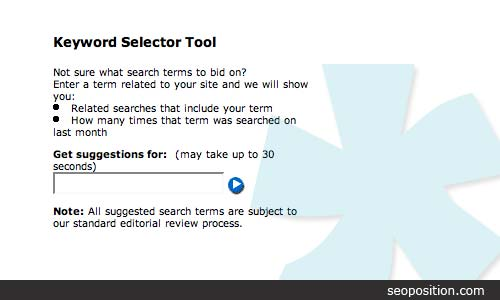 Keyword Selector Tool
Not sure what search terms to bid on?
Enter a term related to your site and we will show
you:
• Related searches that include your term
• How many times that term was searched on
last month
Get suggestions for: (may take up to 30
seconds)
Note: All suggested search terms are subject to
our standard editorial review process.
seoposition.com